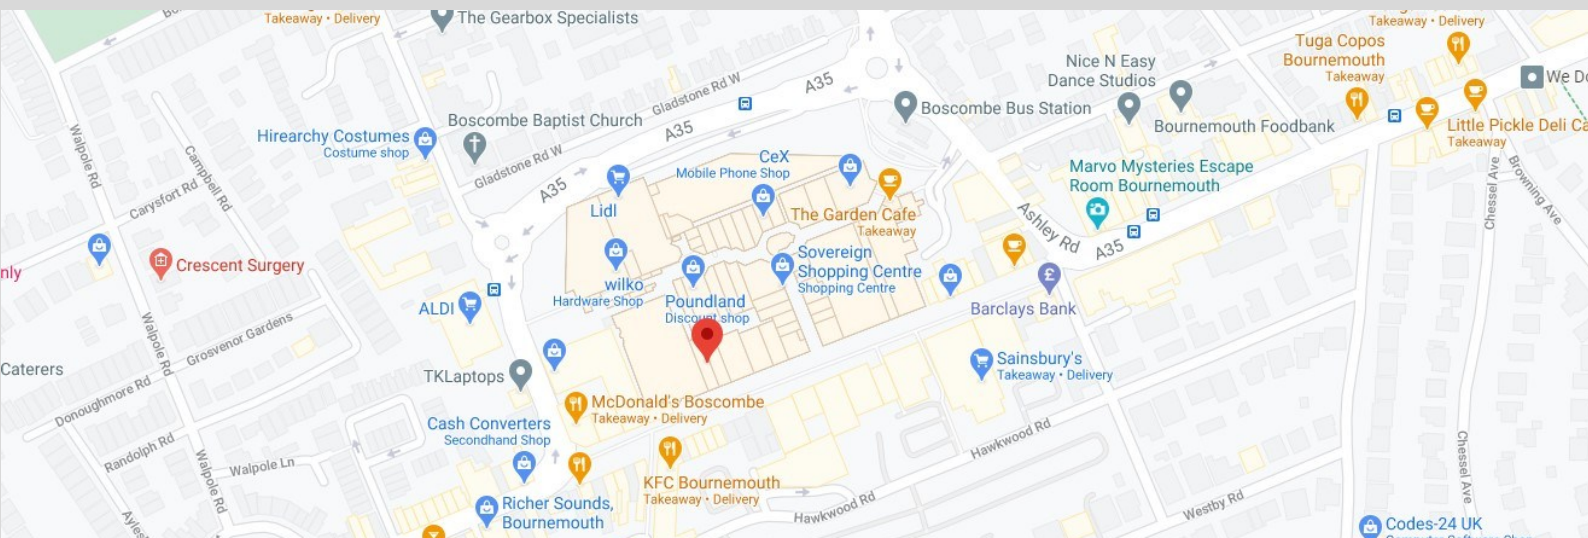 Takeaway • Delivery
The Gearbox Specialists
Takeaway • Delivery
Tuga Copos
Bournemouth
Takeaway
Nice N Easy
Dance Studios
We Do
A35
Gladstone Rd W
Boscombe Bus Station
Bournemouth Foodbank
Little Pickle Deli Ca
Takeaway
Walpole Rd
Hirearchy Costumes
Costume shop
Boscombe Baptist Church
A35
Gladstone Rd W
Campbell Rd
Carysfort Rd
A35
CeX
Mobile Phone Shop
Marvo Mysteries Escape
Room Bournemouth
Chessel Ave
Browning Ave
Lidl
The Garden Cafe
Takeaway
Ashley Rd
A35
nly
Crescent Surgery
wilko
Hardware Shop
Sovereign
Shopping Centre
Shopping Centre
Poundland
Discount shop
ALDI
Barclays Bank
Walpole Rd
Grosvenor Gardens
Caterers
TKLaptops
Sainsbury's
Takeaway • Delivery
Donoughmore Rd
McDonald's Boscombe
Takeaway • Delivery
Cash Converters
Secondhand Shop
Randolph Rd
Walpole Rd
Walpole Ln
Hawkwood Rd
Chessel Ave
KFC Bournemouth
Takeaway • Delivery
Richer Sounds,
Bournemouth
Hawkwood Rd
Westby Rd
Codes-24 UK